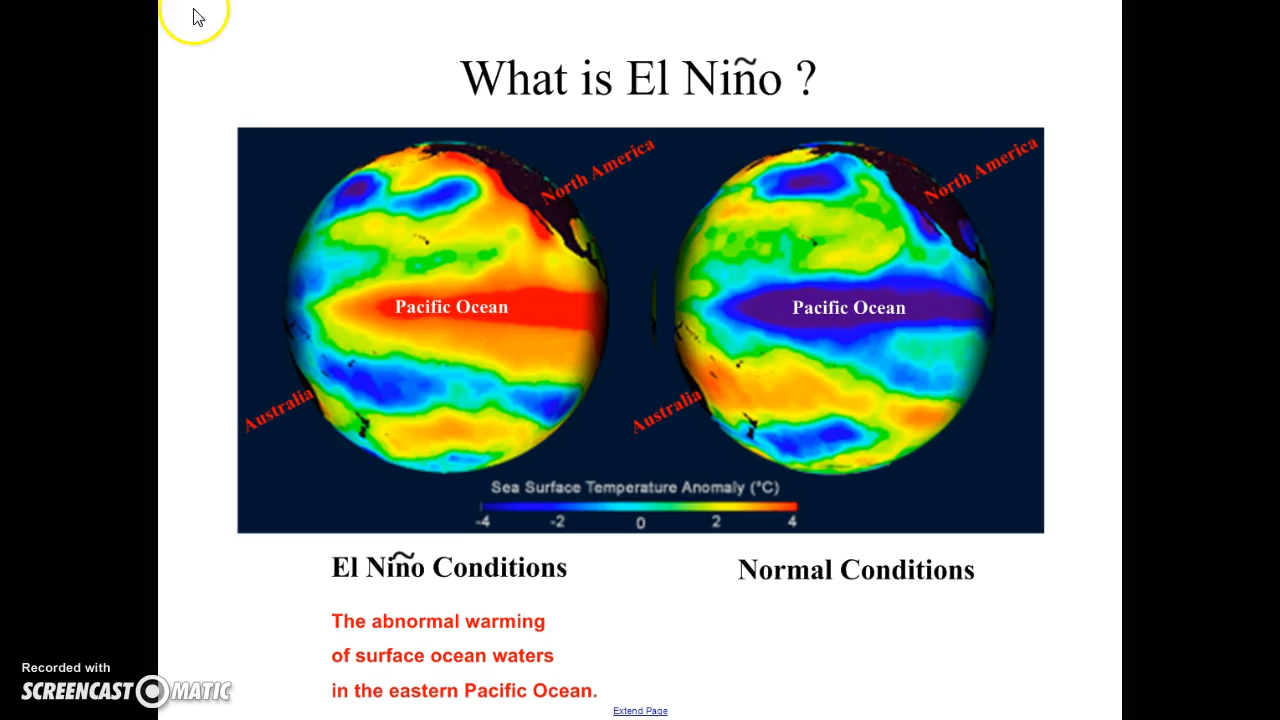 What is El Niño ?
North America
North America
Pacific Ocean
Pacific Ocean
Australia
Australia
Sea Surface Temperature Anomaly (°C)
-4 -2 0 2 4
El Niño Conditions
Normal Conditions
The abnormal warming
of surface ocean waters
in the eastern Pacific Ocean.
Recorded with
SCREENCAST MATIC
Extend Page